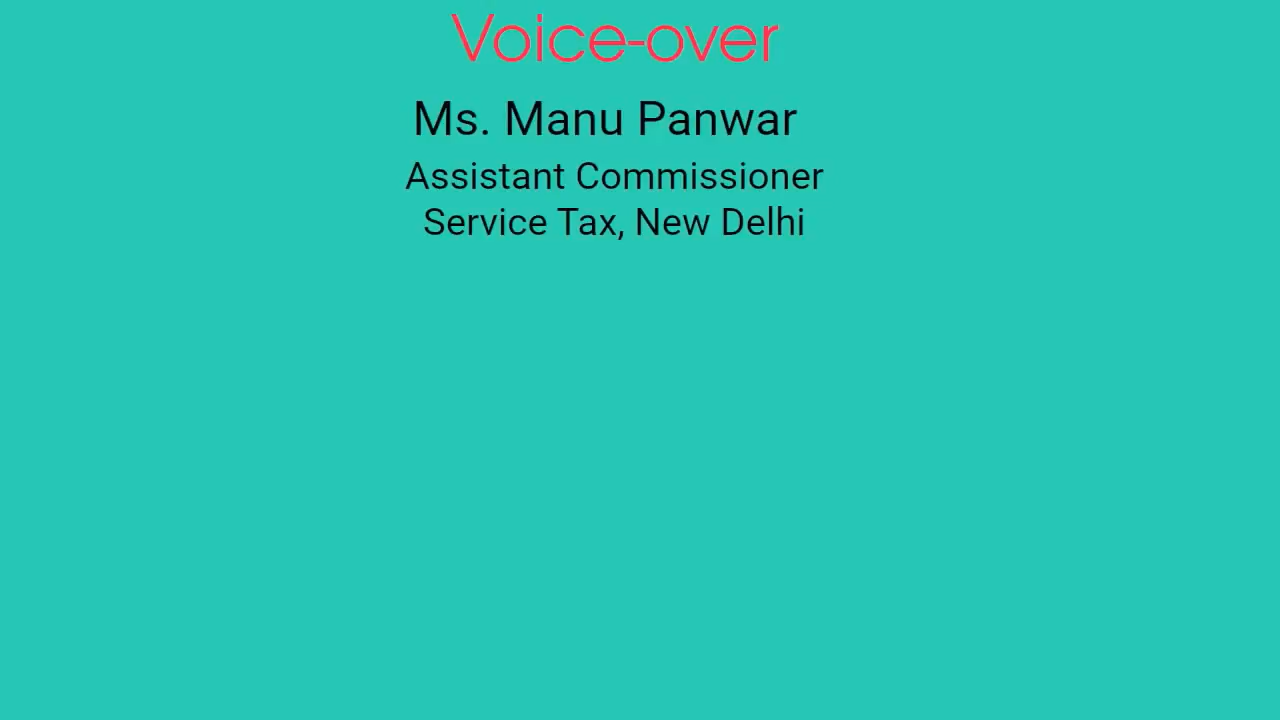 Voice-over
Ms. Manu Panwar
Assistant Commissioner
Service Tax, New Delhi